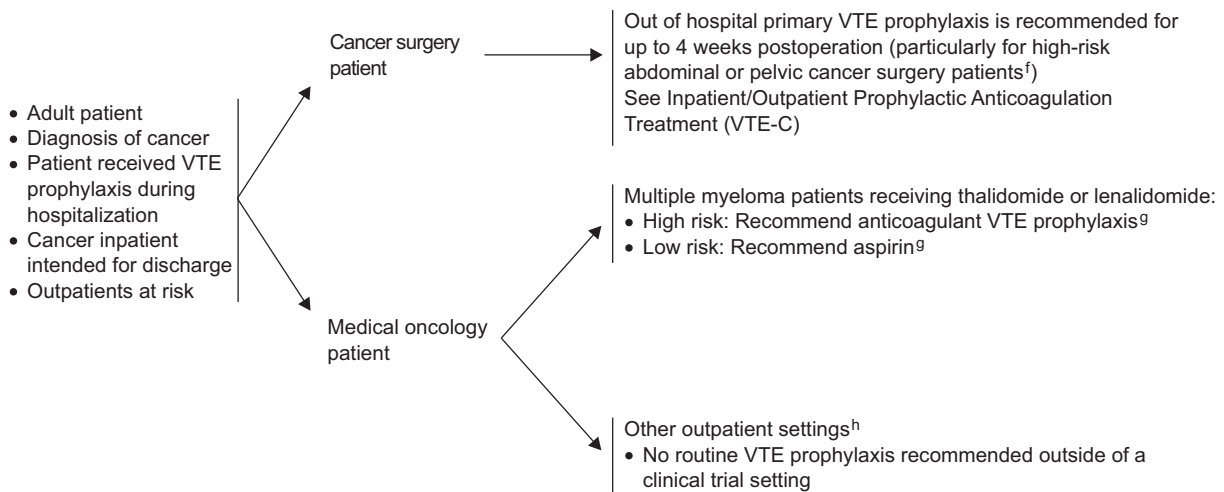 • Adult patient
• Diagnosis of cancer
• Patient received VTE
prophylaxis during
hospitalization
• Cancer inpatient
intended for discharge
• Outpatients at risk
Cancer surgery
patient
Out of hospital primary VTE prophylaxis is recommended for
up to 4 weeks postoperation (particularly for high-risk
abdominal or pelvic cancer surgery patientsᶠ)
See Inpatient/Outpatient Prophylactic Anticoagulation
Treatment (VTE-C)
Medical oncology
patient
Multiple myeloma patients receiving thalidomide or lenalidomide:
• High risk: Recommend anticoagulant VTE prophylaxisᵍ
• Low risk: Recommend aspirinᵍ
Other outpatient settingsʰ
• No routine VTE prophylaxis recommended outside of a
clinical trial setting